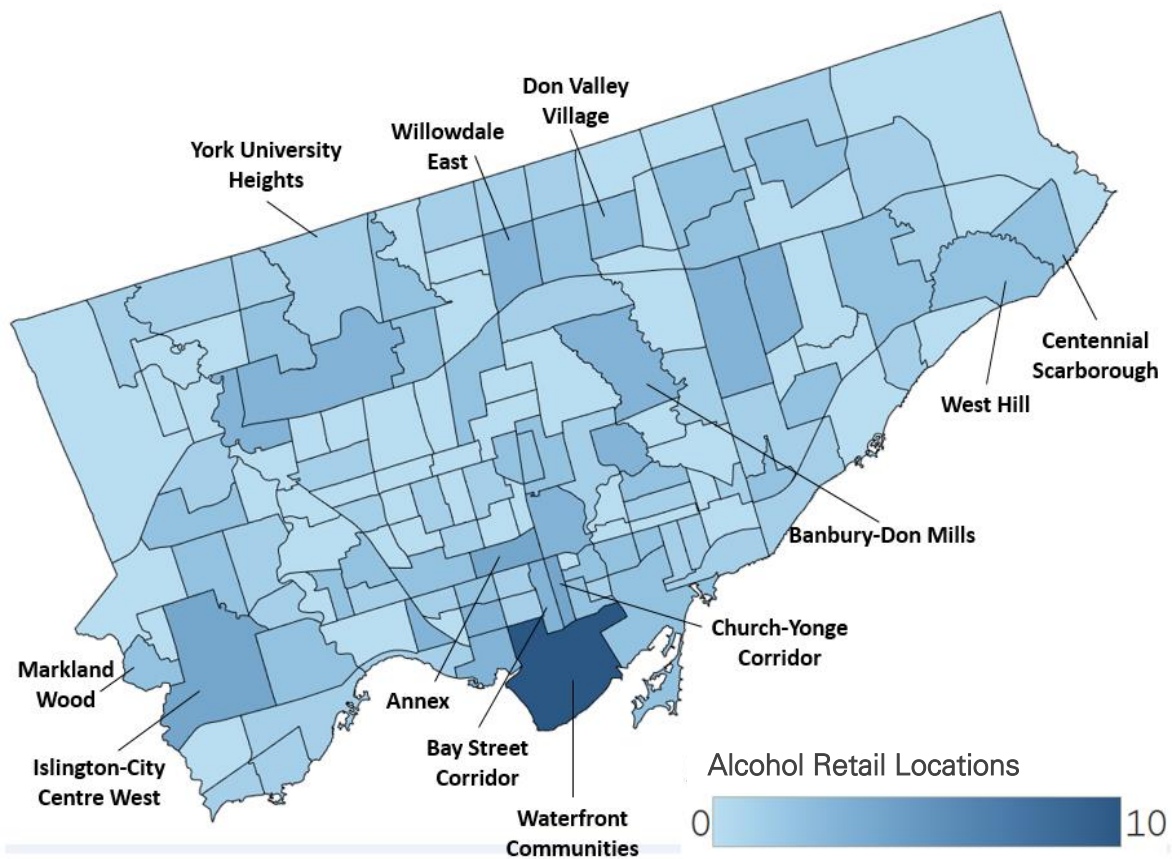 Don Valley
Village
Willowdale
East
York University
Heights
Centennial
Scarborough
West Hill
Banbury-Don Mills
Church-Yonge
Corridor
Markland
Wood
Annex
Bay Street
Corridor
Islington-City
Centre West
Waterfront
Communities
Alcohol Retail Locations
0
10